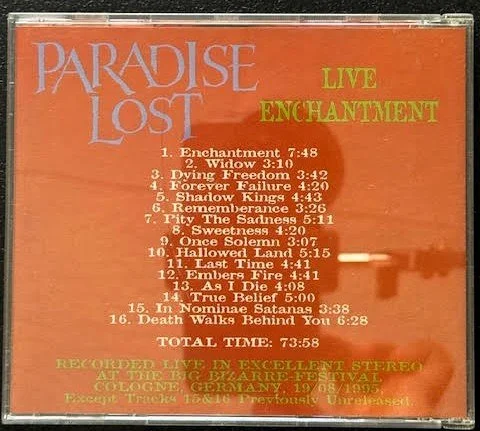 PARADISE
LOST
LIVE
ENCHANTMENT
1. Enchantment 7:48
2. Widow 3:10
3. Dying Freedom 3:42
4. Forever Failure 4:20
5. Shadow Kings 4:43
6. Rememberance 3:26
7. Pity The Sadness 5:11
8. Sweetness 4:20
9. Once Solemn 3:07
10. Hallowed Land 5:15
11. Last Time 4:41
12. Embers Fire 4:41
13. As I Die 4:08
14. True Belief 5:00
15. In Nominae Satanas 3:38
16. Death Walks Behind You 6:28
TOTAL TIME: 73:58
RECORDED LIVE IN EXCELLENT STEREO
AT THE BIG BIZARRE-FESTIVAL
COLOGNE, GERMANY, 19/08/1995,
Except Tracks 15&16 Previously Unreleased.